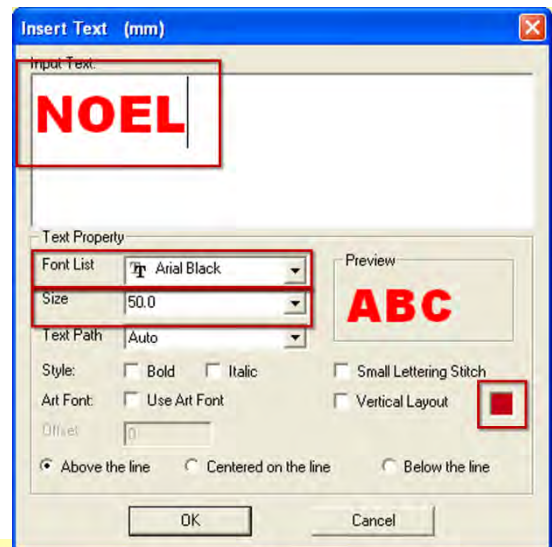 Insert Text (mm)
Input Text:
NOEL
Text Property
Font List Arial Black
Preview
ABC
Size 50.0
Text Path Auto
Style: Bold Italic Small Lettering Stitch
Art Font: Use Art Font Vertical Layout
Offset 0
Above the line Centered on the line Below the line
OK Cancel